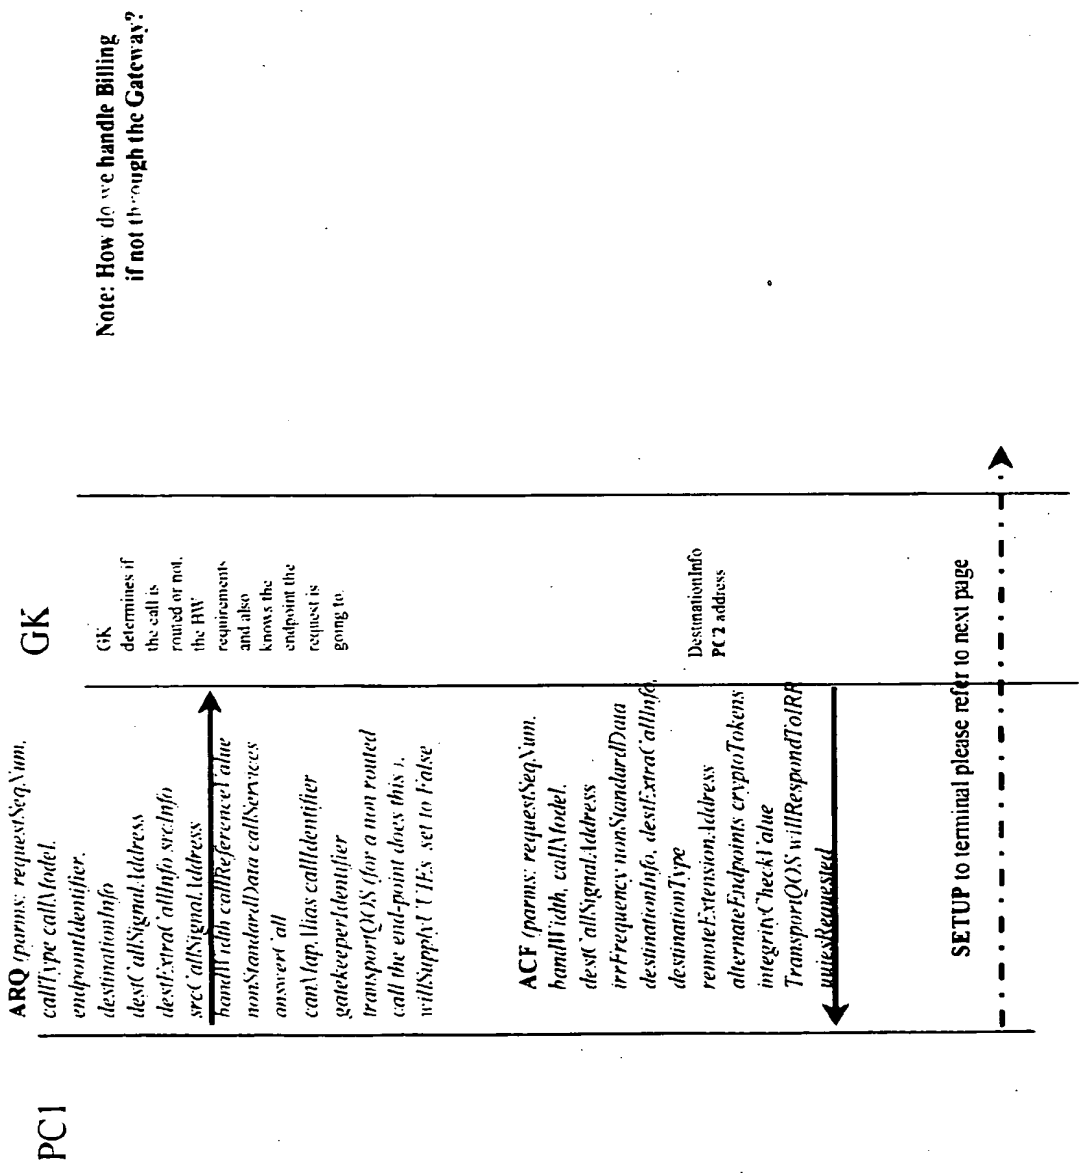 PC1
GK
Note: How do we handle Billing
if not through the Gateway?
ARQ (parms: requestSeqNum,
callType callModel,
endpointIdentifier,
destinationInfo
destCallSignalAddress
destExtraCallInfo srcInfo
srcCallSignalAddress
bandWidth callReferenceValue
nonStandardData callServices
answerCall
canMapAlias callIdentifier
gatekeeperIdentifier
transportQOS (for a non routed
call the end-point does this ).
willSupplyUUIEs set to False
GK
determines if
the call is
routed or not,
the BW
requirements
and also
knows the
endpoint the
request is
going to.
ACF (parms: requestSeqNum,
bandWidth, callModel,
destCallSignalAddress
irrFrequency nonStandardData
destinationInfo, destExtraCallInfo,
destinationType
remoteExtensionAddress
alternateEndpoints cryptoTokens
integrityCheckValue
TransportQOS willRespondToIRR
uuiesRequested
DestinationInfo
PC2 address
SETUP to terminal please refer to next page